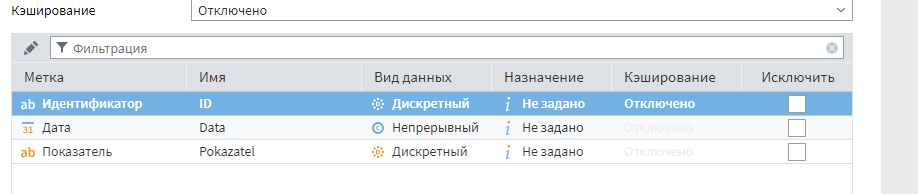 Кэширование Отключено
Фильтрация
Метка Имя Вид данных Назначение Кэширование Исключить
ab Идентификатор ID Дискретный i Не задано Отключено
31 Дата Data C Непрерывный i Не задано Отключено
ab Показатель Pokazatel Дискретный i Не задано Отключено